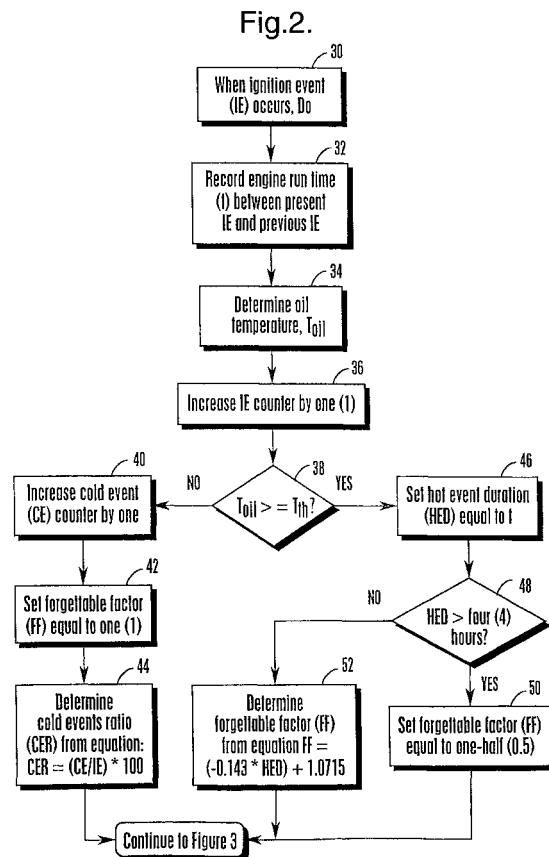 Fig.2.
30
When ignition event
(IE) occurs, Do
32
Record engine run time
(t) between present
IE and previous IE
34
Determine oil
temperature, Toil
36
Increase IE counter by one (1)
38
Toil > = Tth?
NO
YES
40
Increase cold event
(CE) counter by one
42
Set forgettable factor
(FF) equal to one (1)
44
Determine
cold events ratio
(CER) from equation:
CER = (CE/IE) * 100
46
Set hot event duration
(HED) equal to t
48
HED > four (4)
hours?
NO
YES
52
Determine
forgettable factor (FF)
from equation FF =
(-0.143 * HED) + 1.0715
50
Set forgettable factor (FF)
equal to one-half (0.5)
Continue to Figure 3